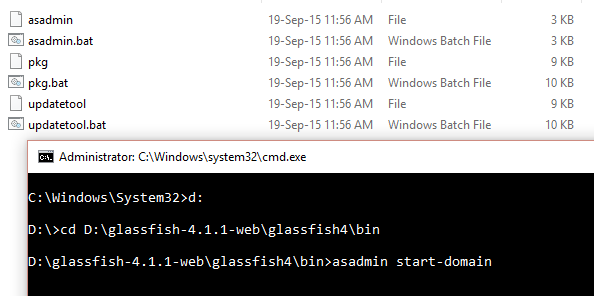 asadmin 19-Sep-15 11:56 AM File 3 KB
asadmin.bat 19-Sep-15 11:56 AM Windows Batch File 3 KB
pkg 19-Sep-15 11:56 AM File 9 KB
pkg.bat 19-Sep-15 11:56 AM Windows Batch File 10 KB
updatetool 19-Sep-15 11:56 AM File 9 KB
updatetool.bat 19-Sep-15 11:56 AM Windows Batch File 10 KB
Administrator: C:\Windows\system32\cmd.exe
C:\Windows\System32>d:
D:\>cd D:\glassfish-4.1.1-web\glassfish4\bin
D:\glassfish-4.1.1-web\glassfish4\bin>asadmin start-domain